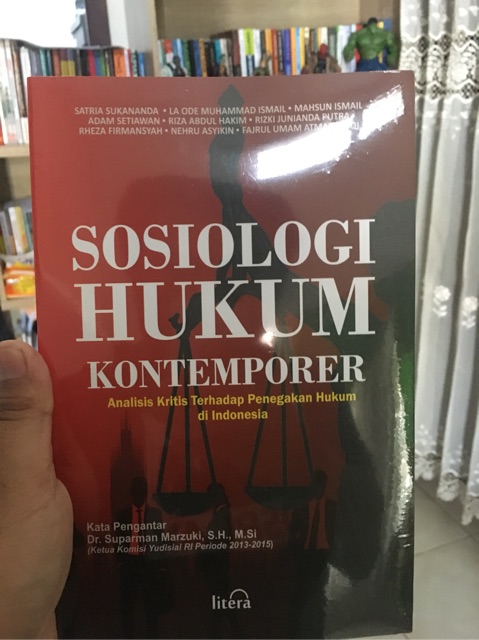 SATRIA SUKANANDA • LA ODE MUHAMMAD ISMAIL • MAHSUN ISMAIL
ADAM SETIAWAN • RIZA ABDUL HAKIM • RIZKI JUNIANDA PUTRA
RHEZA FIRMANSYAH • NEHRU ASYIKIN • FAJRUL UMAM
SOSIOLOGI
HUKUM
KONTEMPORER
Analisis Kritis Terhadap Penegakan Hukum
di Indonesia
Kata Pengantar
Dr. Suparman Marzuki, S.H., M.Si
(Ketua Komisi Yudisial RI Periode 2013-2015)
litera